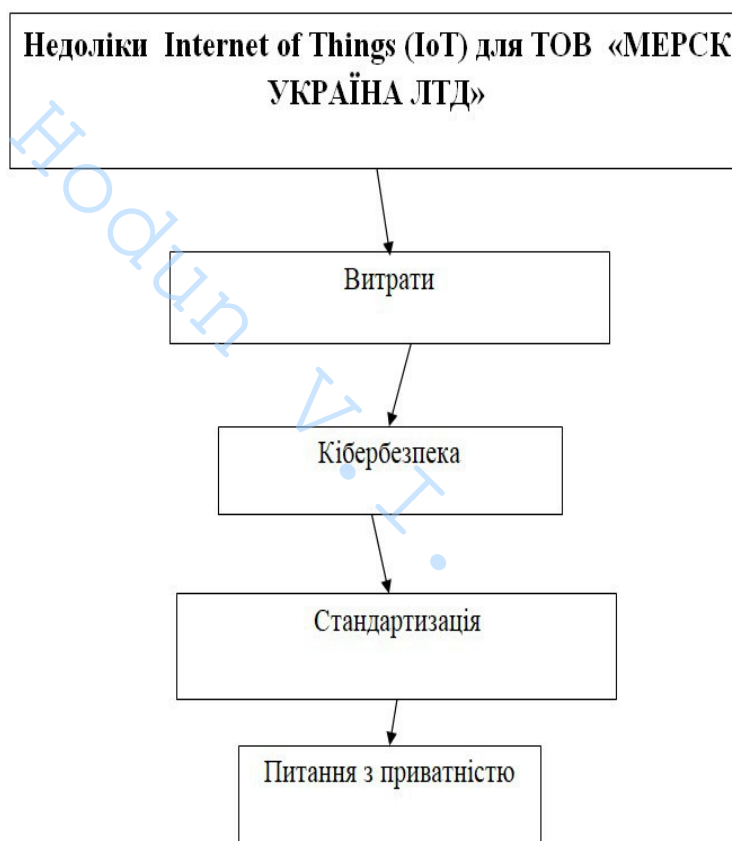 Недоліки Internet of Things (IoT) для ТОВ «МЕРСК
УКРАЇНА ЛТД»
Витрати
Кібербезпека
Стандартизація
Питання з приватністю
Hodun V.I.